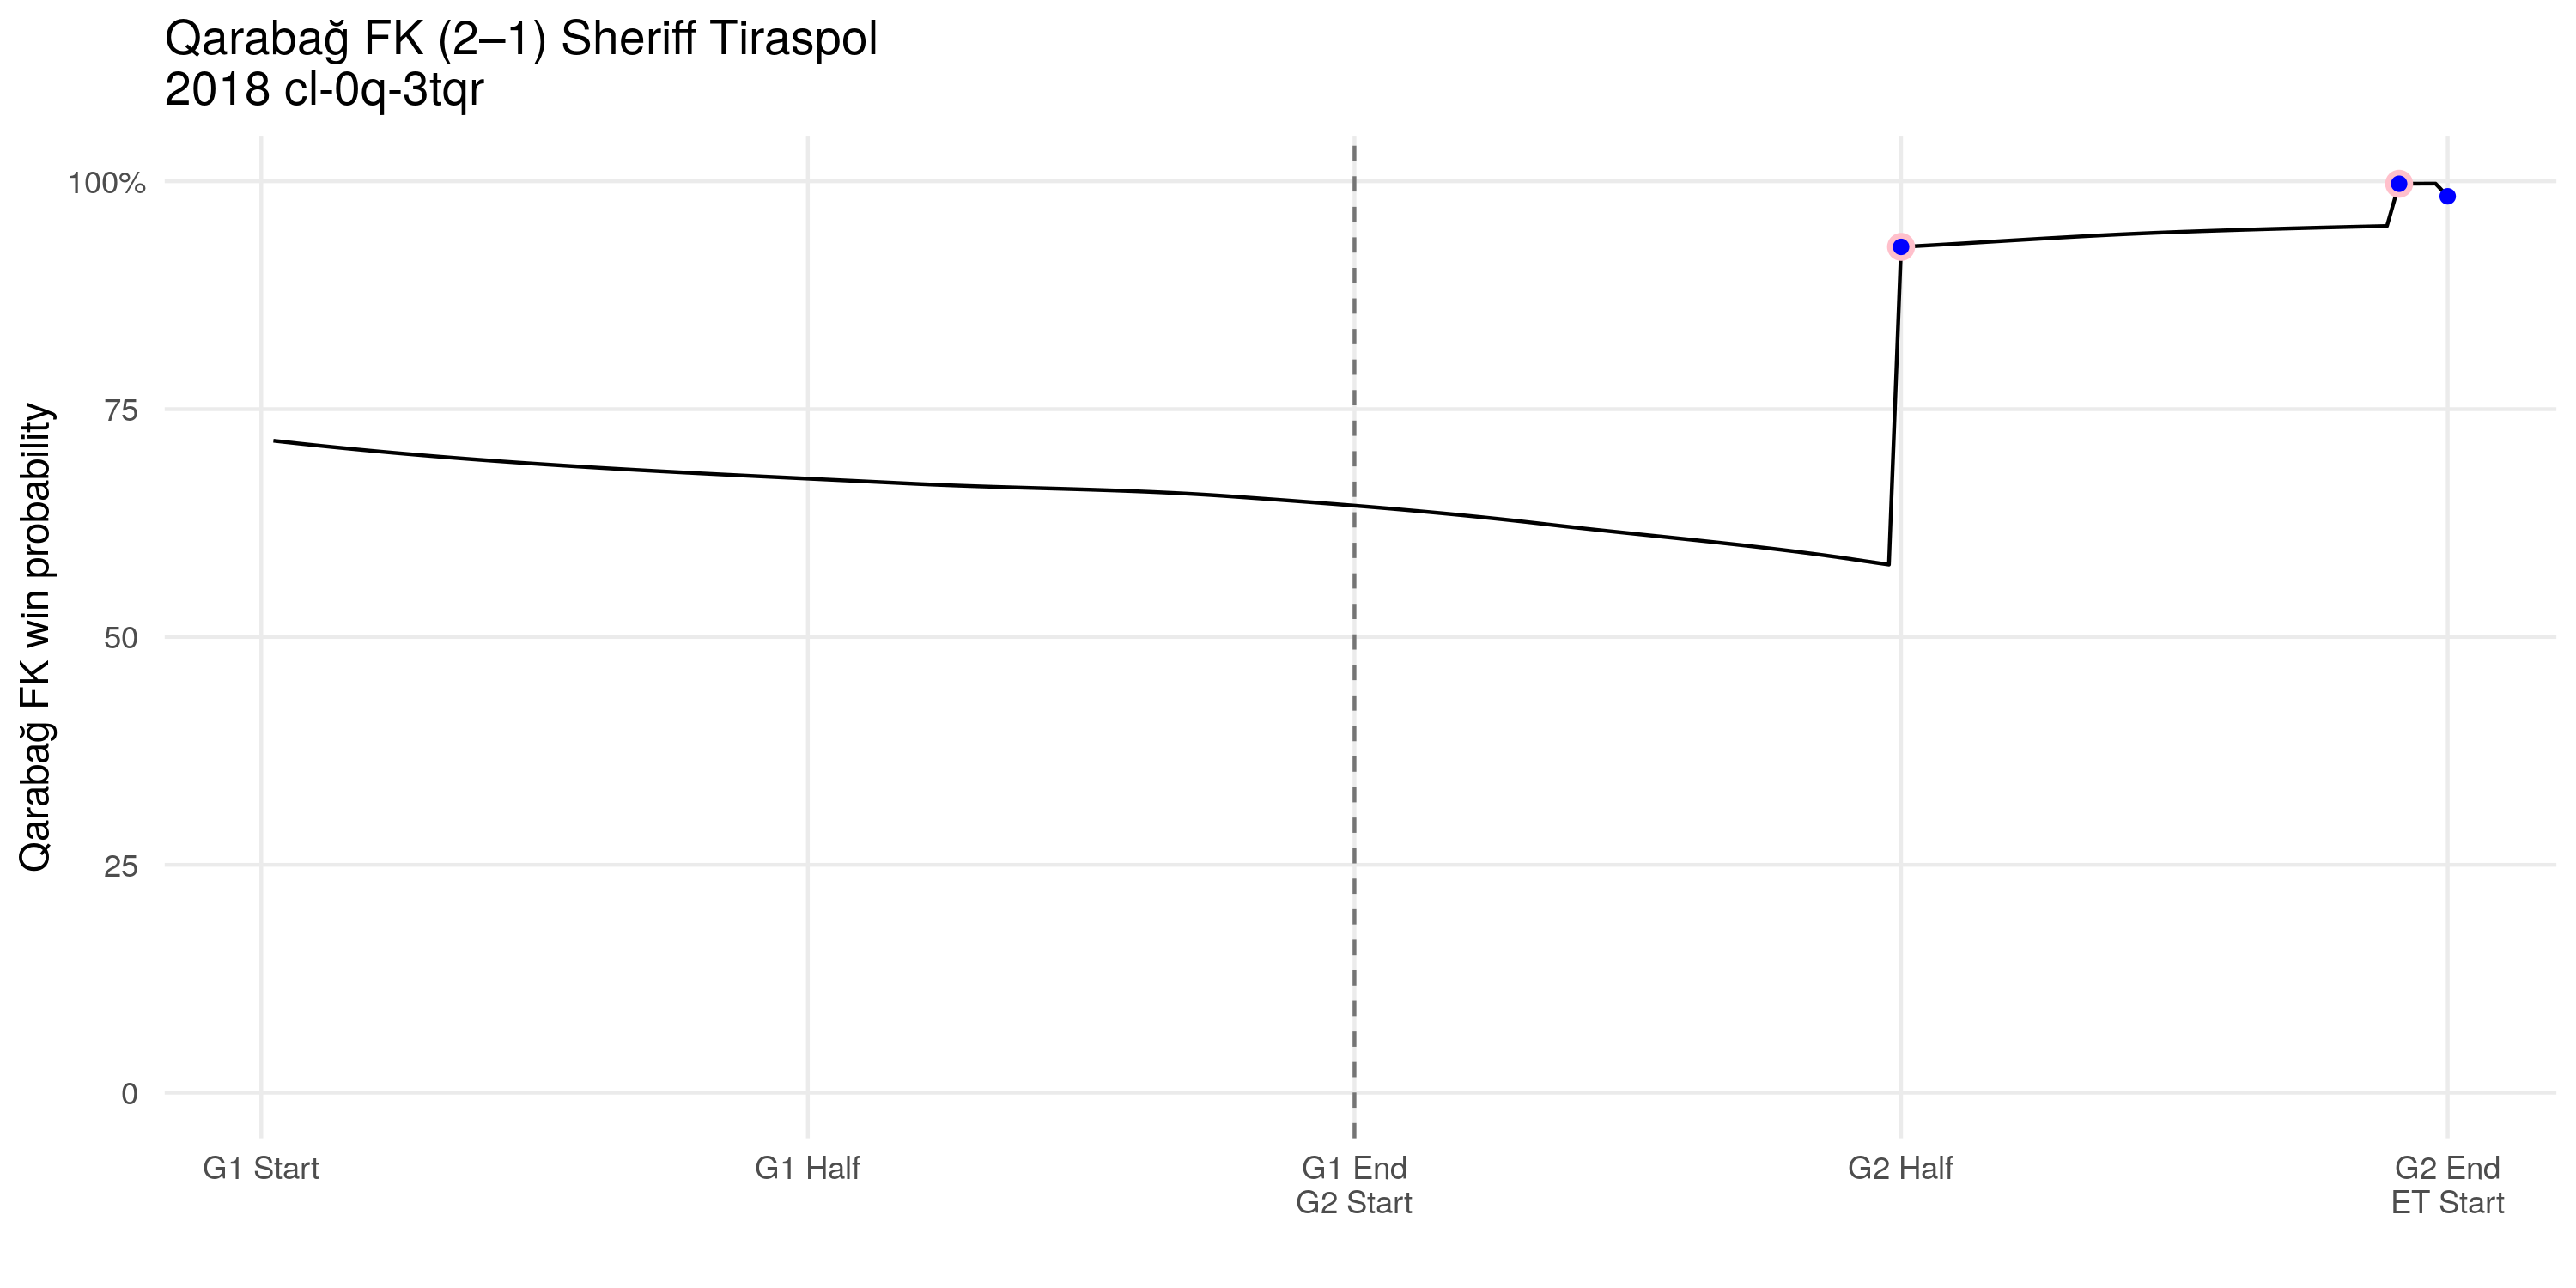 Qarabağ FK (2–1) Sheriff Tiraspol
2018 cl-0q-3tqr
Qarabağ FK win probability
100%
75
50
25
0
G1 Start
G1 Half
G1 End
G2 Start
G2 Half
G2 End
ET Start